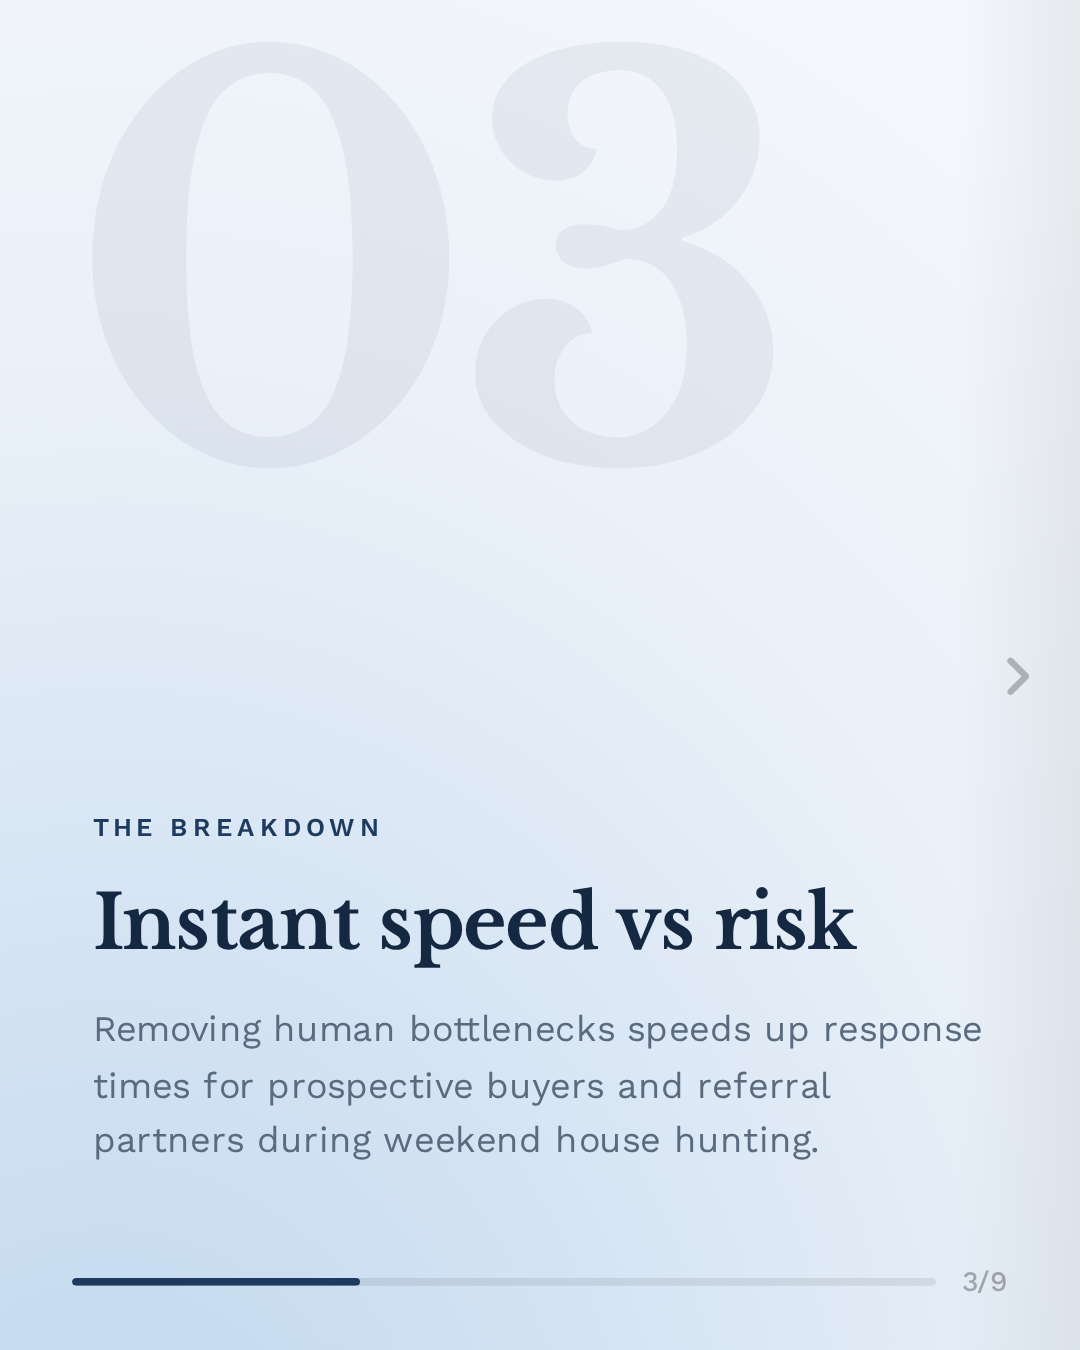 03
THE BREAKDOWN
Instant speed vs risk
Removing human bottlenecks speeds up response
times for prospective buyers and referral
partners during weekend house hunting.
3/9